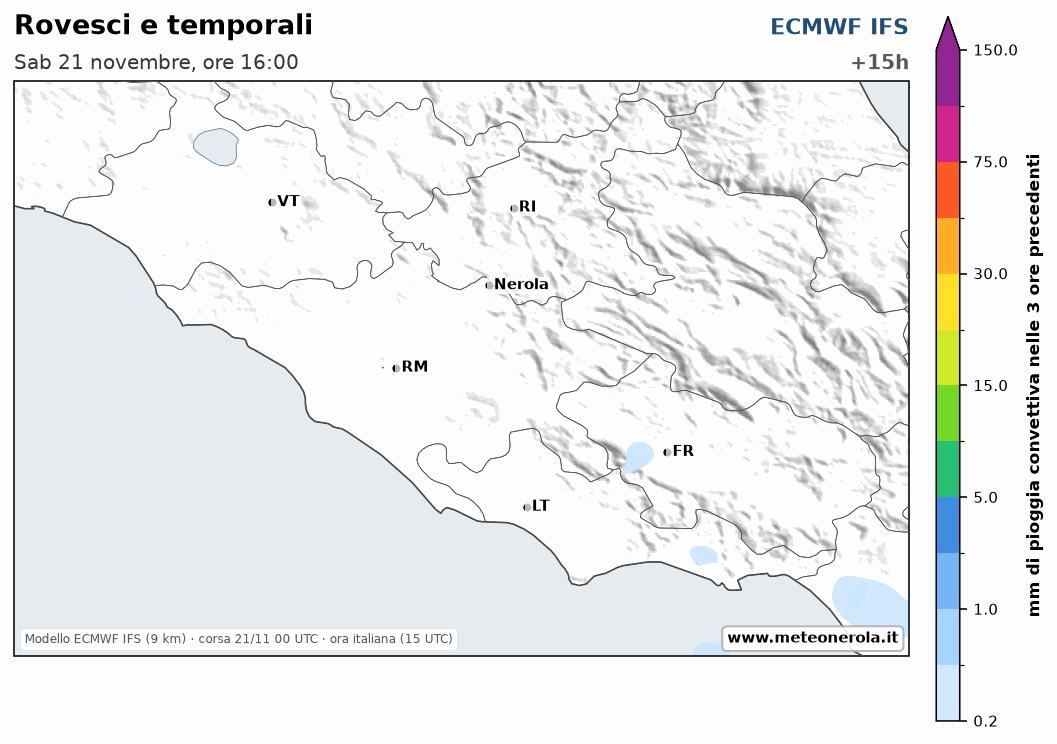 Rovesci e temporali
ECMWF IFS
Sab 21 novembre, ore 16:00
+15h
VT
RI
Nerola
RM
FR
LT
Modello ECMWF IFS (9 km) · corsa 21/11 00 UTC · ora italiana (15 UTC)
www.meteonerola.it
150.0
75.0
30.0
15.0
5.0
1.0
0.2
mm di pioggia convettiva nelle 3 ore precedenti